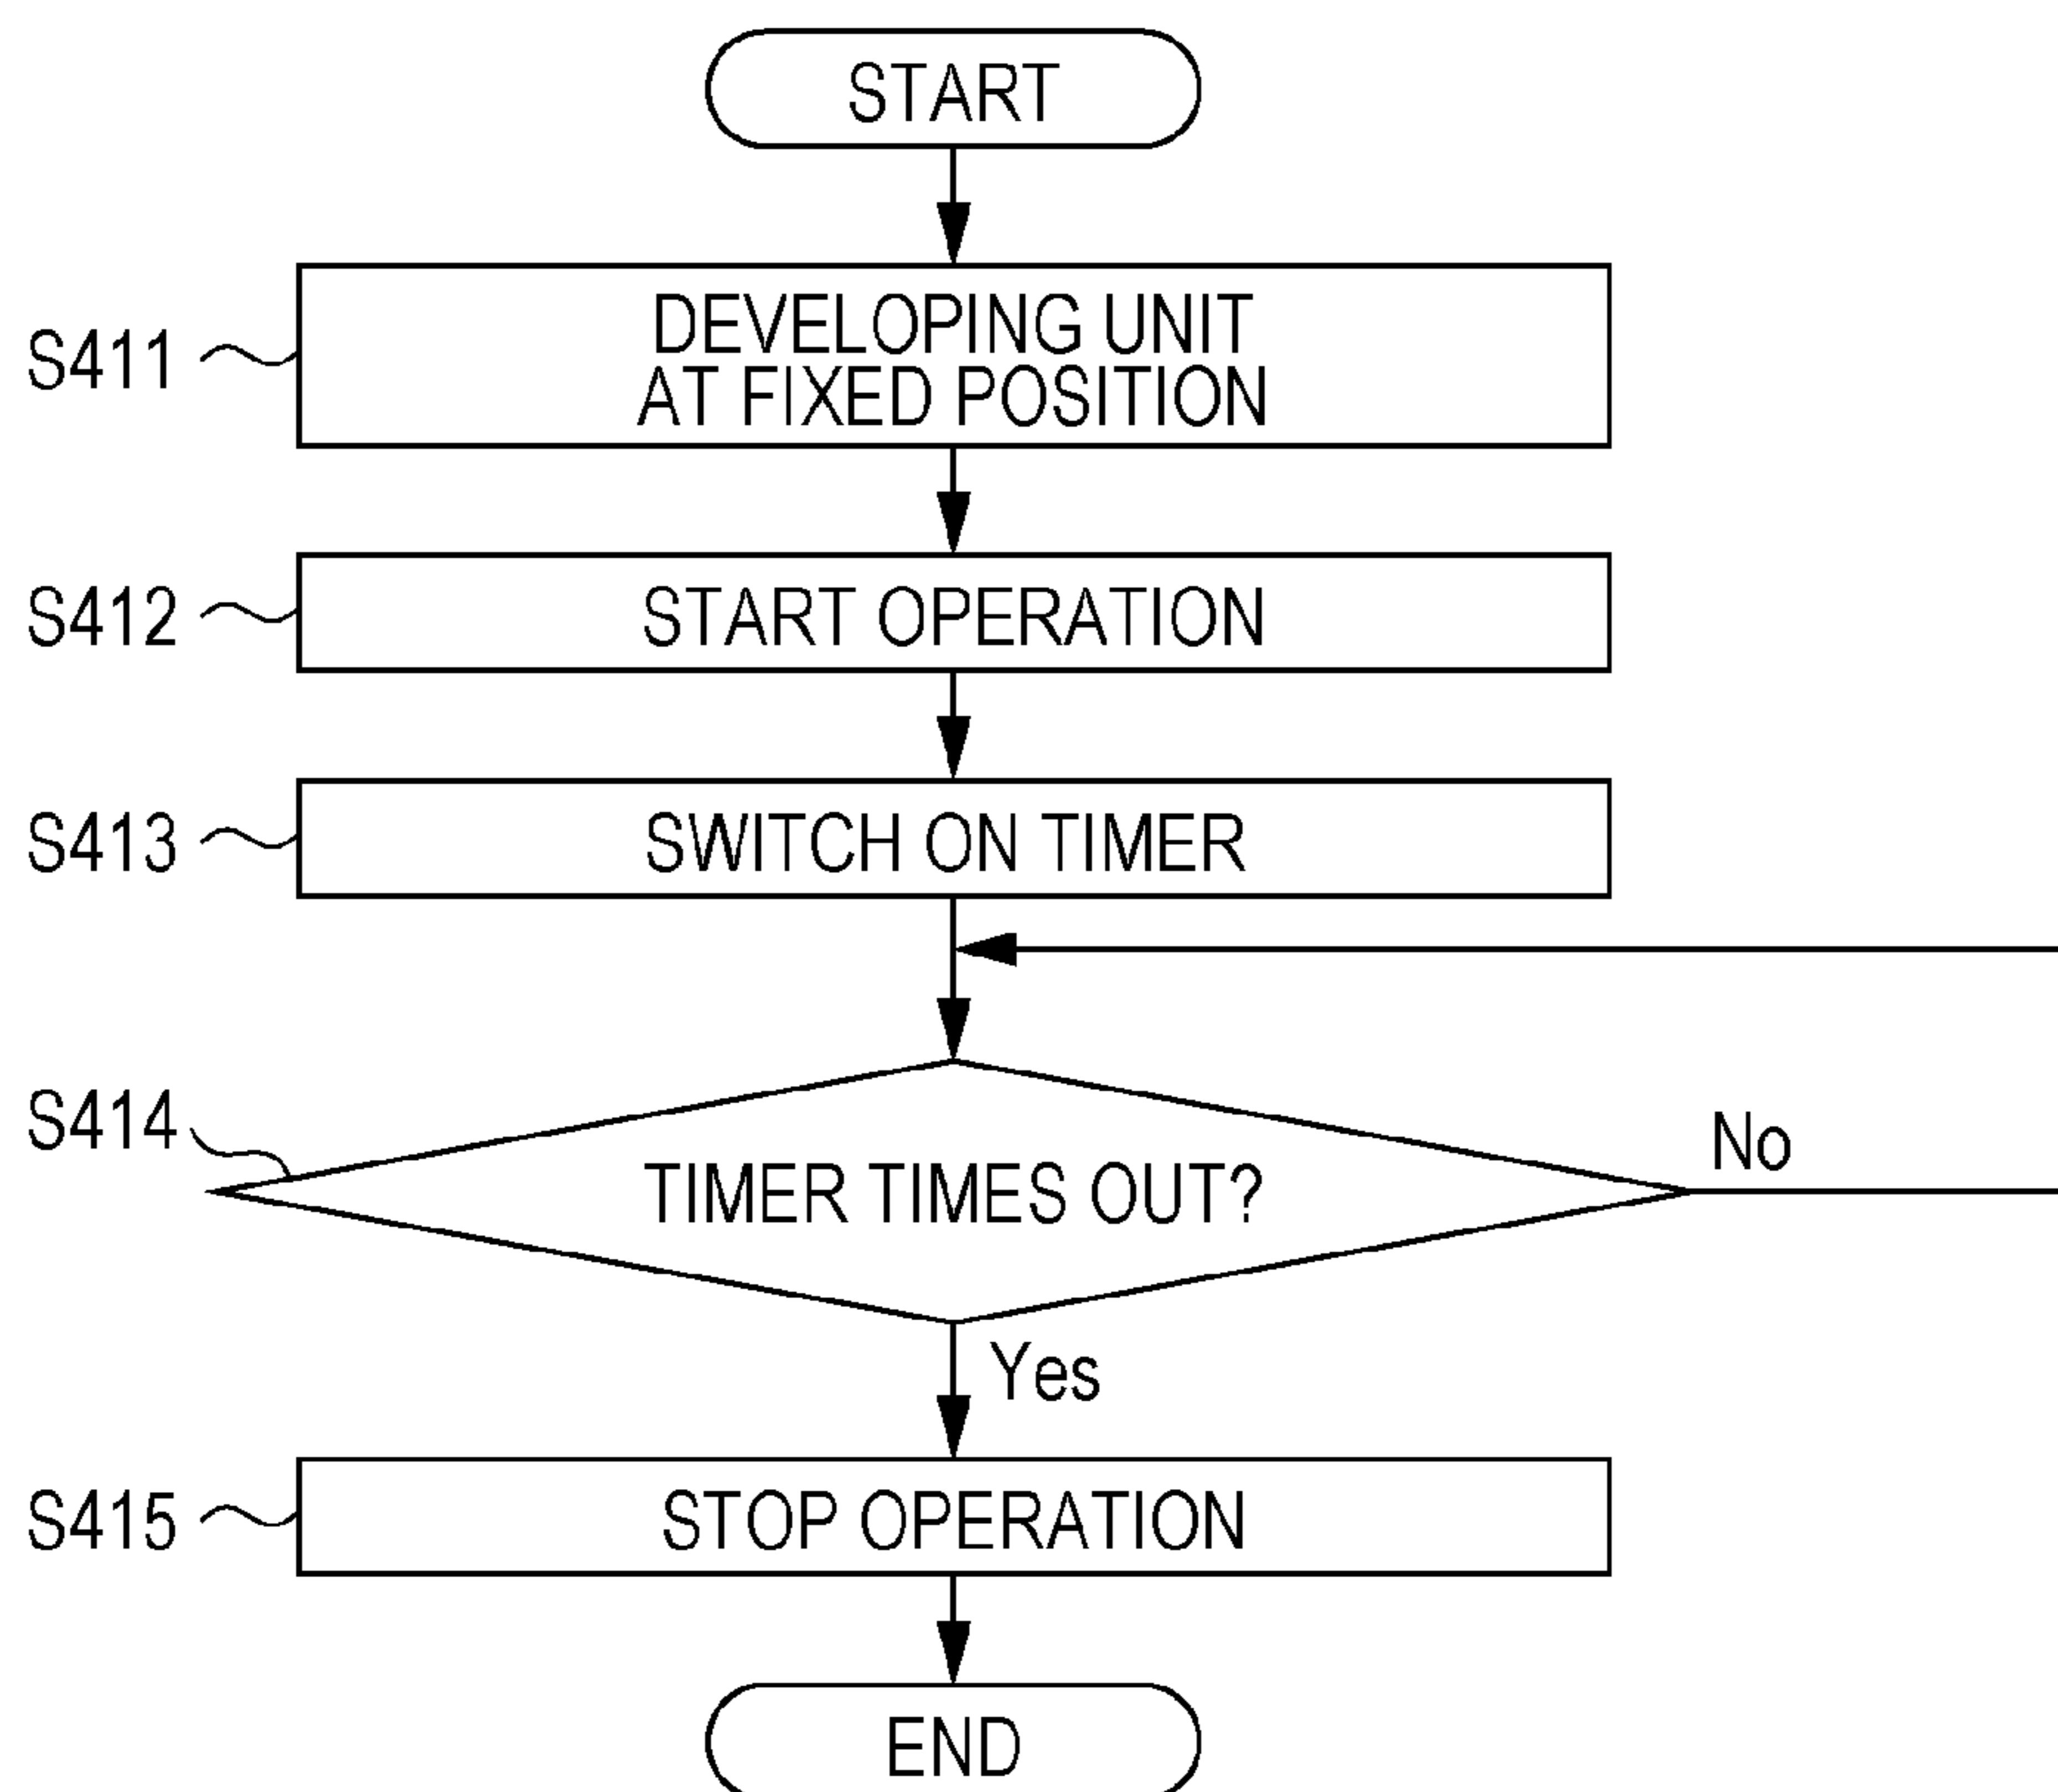 START
S411
DEVELOPING UNIT
AT FIXED POSITION
S412
START OPERATION
S413
SWITCH ON TIMER
S414
TIMER TIMES OUT?
No
Yes
S415
STOP OPERATION
END